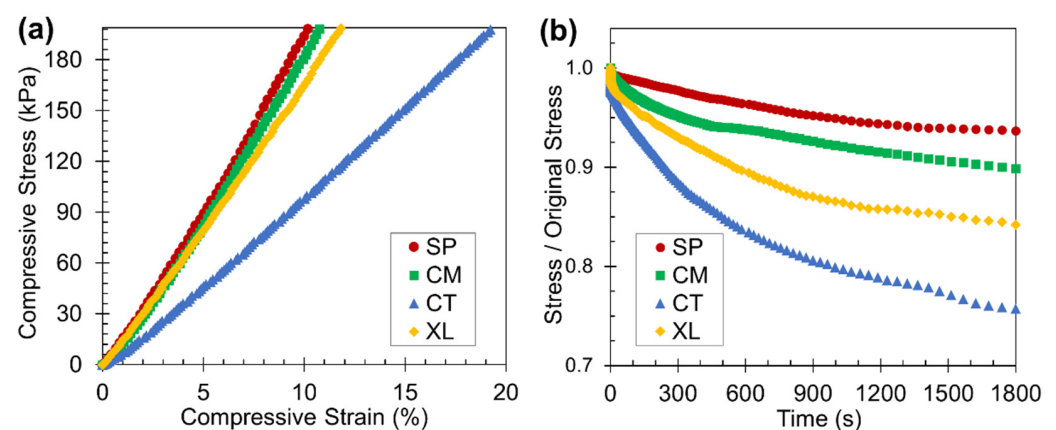 (a)
Compressive Stress (kPa)
180
150
120
90
60
30
0
0 5 10 15 20
Compressive Strain (%)
SP
CM
CT
XL
(b)
Stress / Original Stress
1.0
0.9
0.8
0.7
0 300 600 900 1200 1500 1800
Time (s)
SP
CM
CT
XL